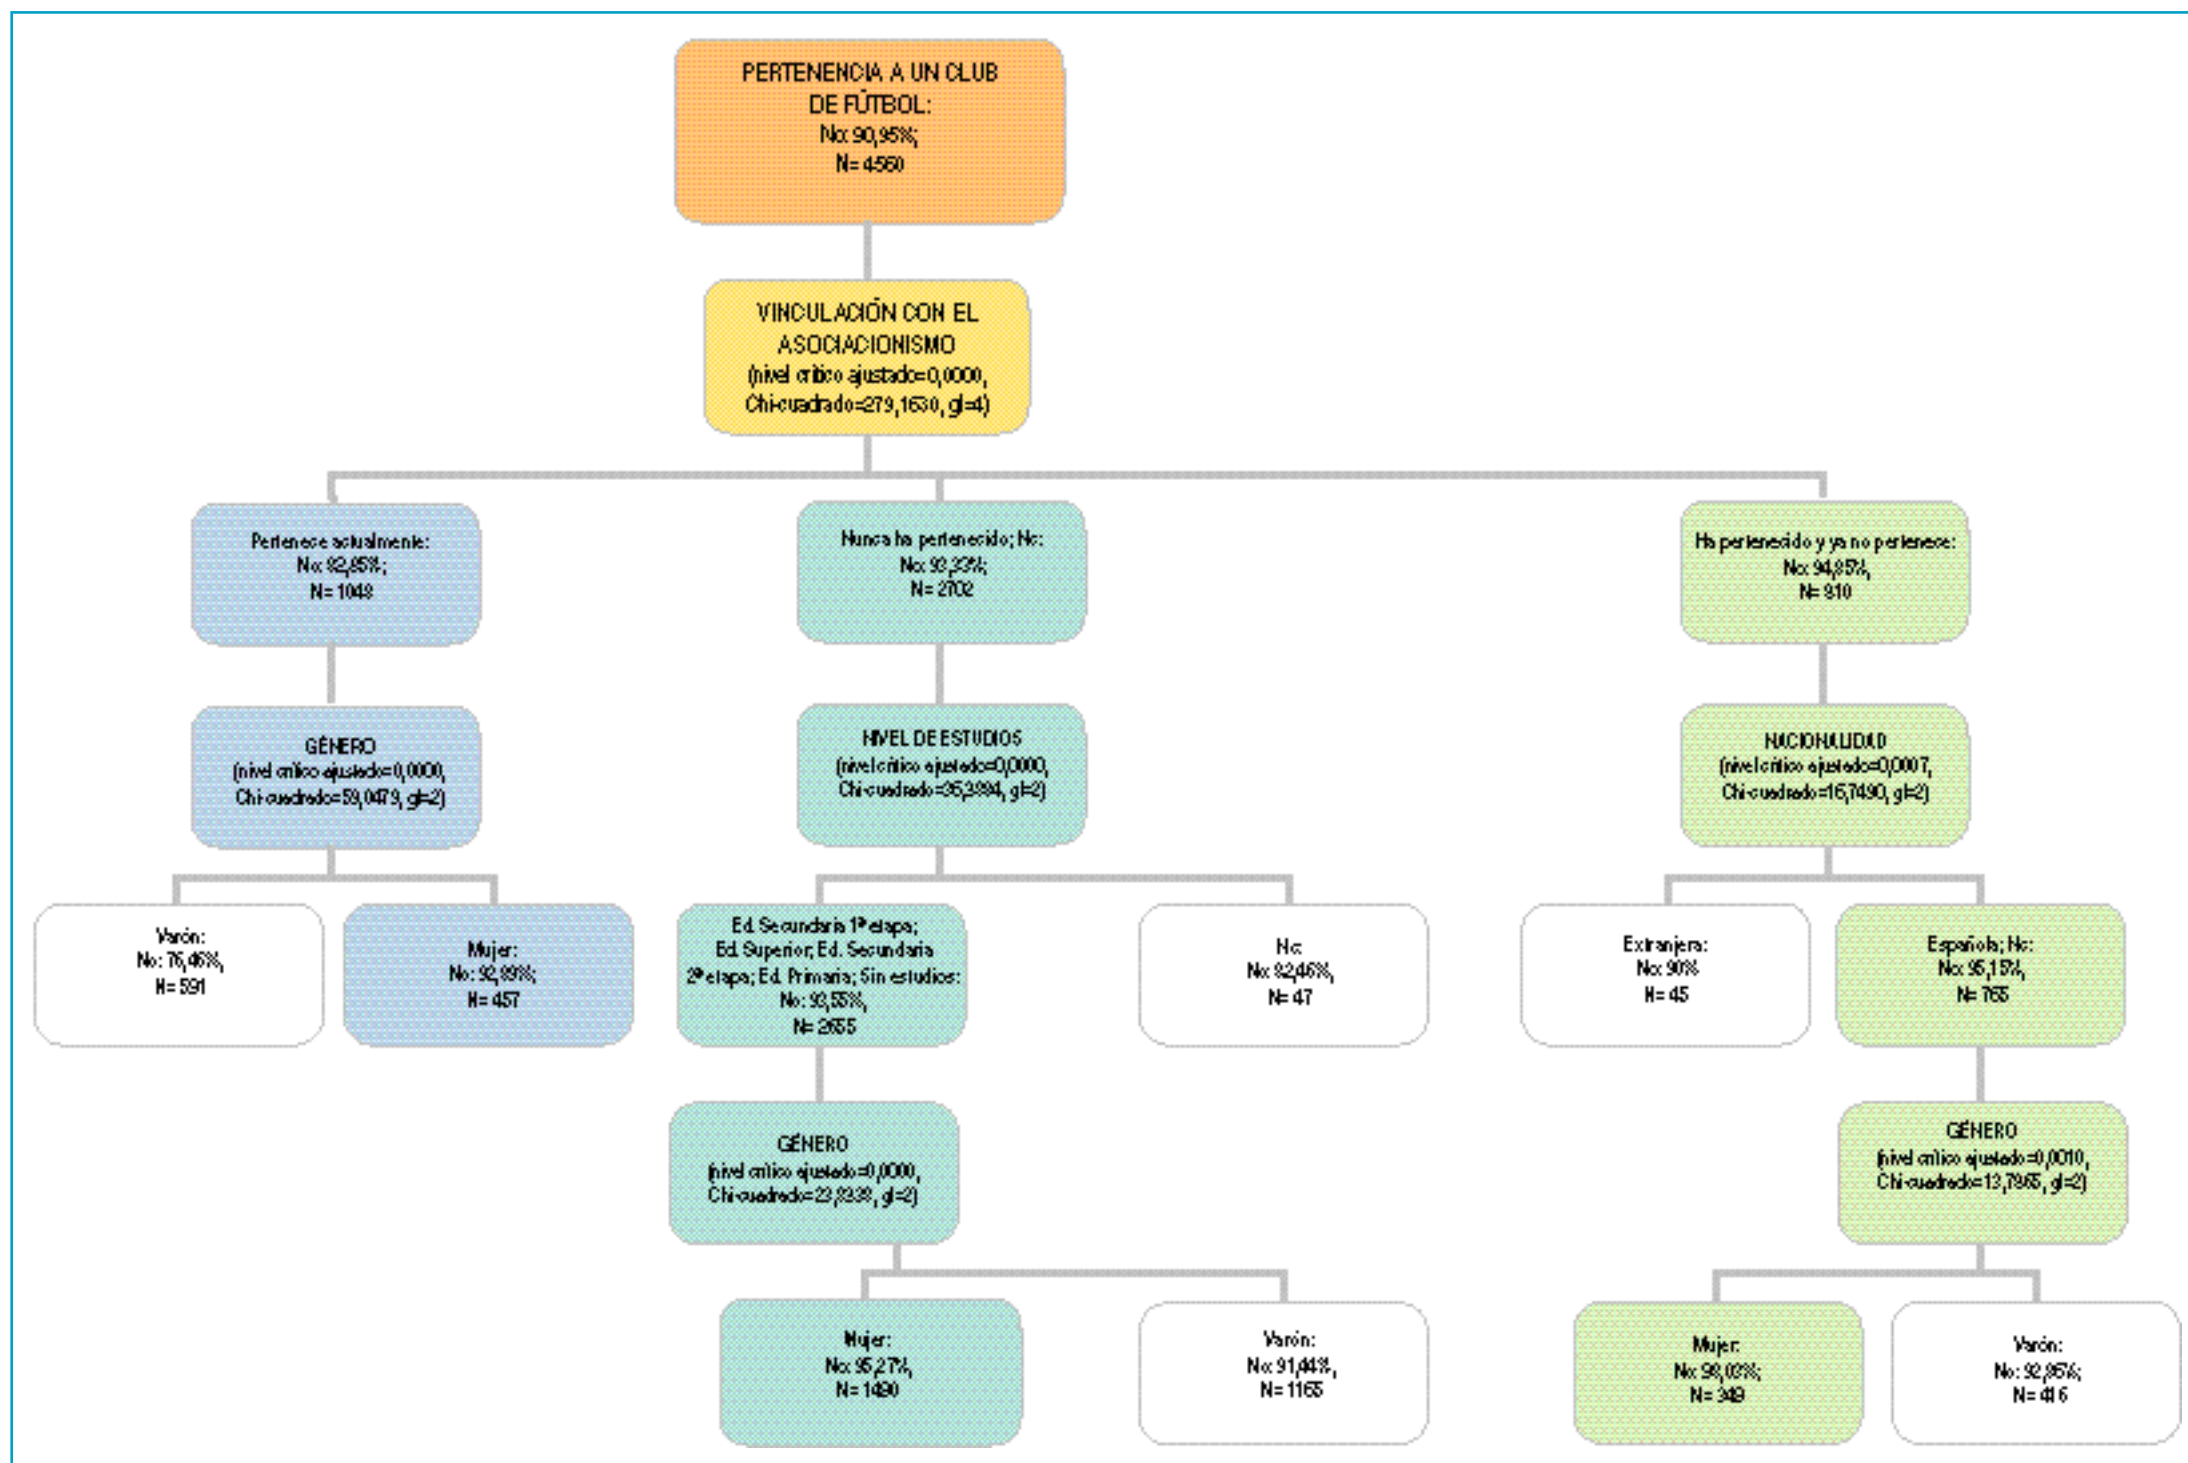 PERTENENCIA A UN CLUB
DE FÚTBOL:
No: 90,95%;
N= 4560
VINCULACIÓN CON EL
ASOCIACIONISMO
(nivel crítico ajustado=0,0000,
Chi-cuadrado=279,1630, gl=4)
Pertenece actualmente:
No: 82,85%;
N= 1048
Nunca ha pertenecido; Nc:
No: 93,33%;
N= 2702
Ha pertenecido y ya no pertenece:
No: 94,85%,
N= 810
GÉNERO
(nivel crítico ajustado=0,0000,
Chi-cuadrado=59,0479, gl=2)
NIVEL DE ESTUDIOS
(nivel crítico ajustado=0,0000,
Chi-cuadrado=35,3894, gl=2)
NACIONALIDAD
(nivel crítico ajustado=0,0007,
Chi-cuadrado=16,7490, gl=2)
Varón:
No: 76,46%,
N= 591
Mujer:
No: 92,89%;
N= 457
Ed. Secundaria 1ª etapa;
Ed. Superior; Ed. Secundaria
2ª etapa; Ed. Primaria; Sin estudios:
No: 93,55%,
N= 2655
Nc:
No: 82,46%,
N= 47
Extranjera:
No: 90%
N= 45
Española; Nc:
No: 95,15%,
N= 765
GÉNERO
(nivel crítico ajustado=0,0000,
Chi-cuadrado=23,8338, gl=2)
GÉNERO
(nivel crítico ajustado=0,0010,
Chi-cuadrado=13,7865, gl=2)
Mujer:
No: 95,27%,
N= 1490
Varón:
No: 91,44%,
N= 1165
Mujer:
No: 98,03%;
N= 349
Varón:
No: 92,86%;
N= 416